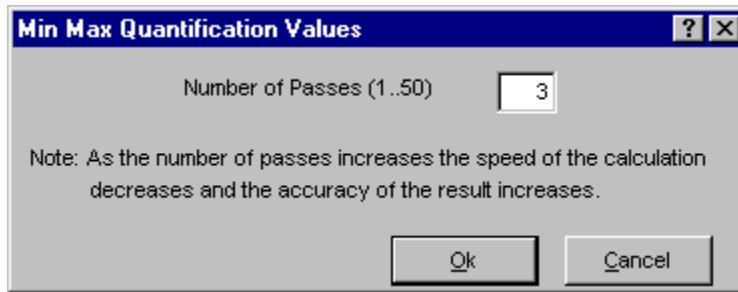 Min Max Quantification Values
Number of Passes (1..50) 3
Note: As the number of passes increases the speed of the calculation
decreases and the accuracy of the result increases.
Ok Cancel